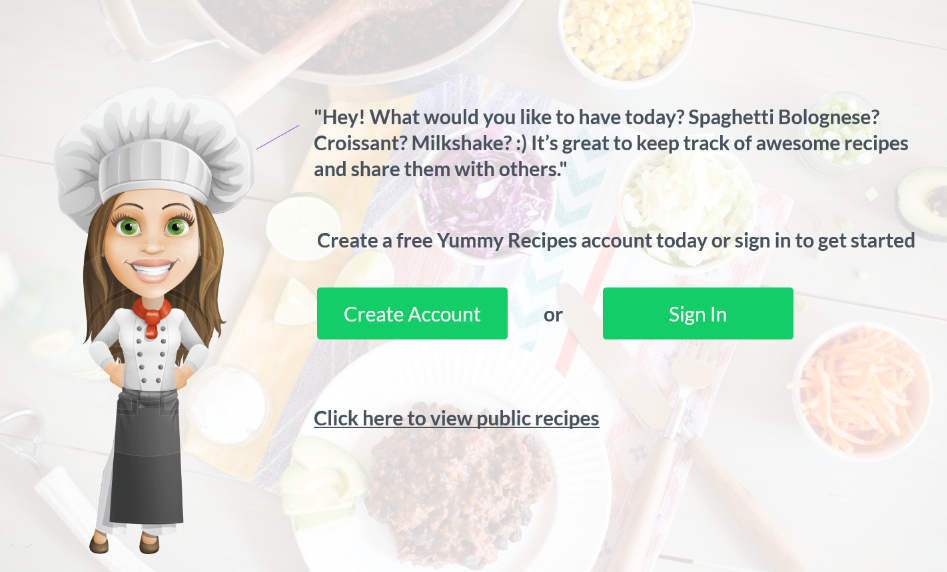 "Hey! What would you like to have today? Spaghetti Bolognese?
Croissant? Milkshake? :) It’s great to keep track of awesome recipes
and share them with others."
Create a free Yummy Recipes account today or sign in to get started
Create Account or Sign In
Click here to view public recipes